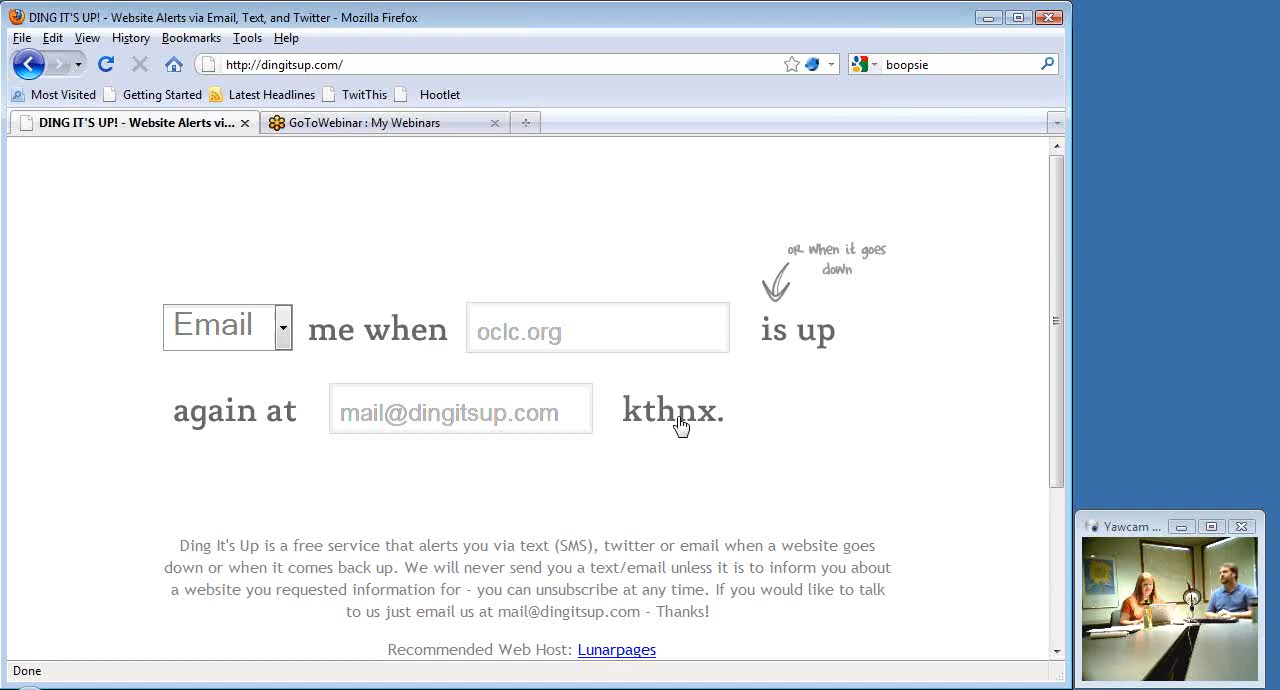 DING IT'S UP! - Website Alerts via Email, Text, and Twitter - Mozilla Firefox
File Edit View History Bookmarks Tools Help
http://dingitsup.com/
boopsie
Most Visited Getting Started Latest Headlines TwitThis Hootlet
DING IT'S UP! - Website Alerts vi... GoToWebinar : My Webinars
or when it goes
down
Email me when oclc.org is up
again at mail@dingitsup.com kthnx.
Ding It's Up is a free service that alerts you via text (SMS), twitter or email when a website goes
down or when it comes back up. We will never send you a text/email unless it is to inform you about
a website you requested information for - you can unsubscribe at any time. If you would like to talk
to us just email us at mail@dingitsup.com - Thanks!
Recommended Web Host: Lunarpages
Done
Yawcam ...